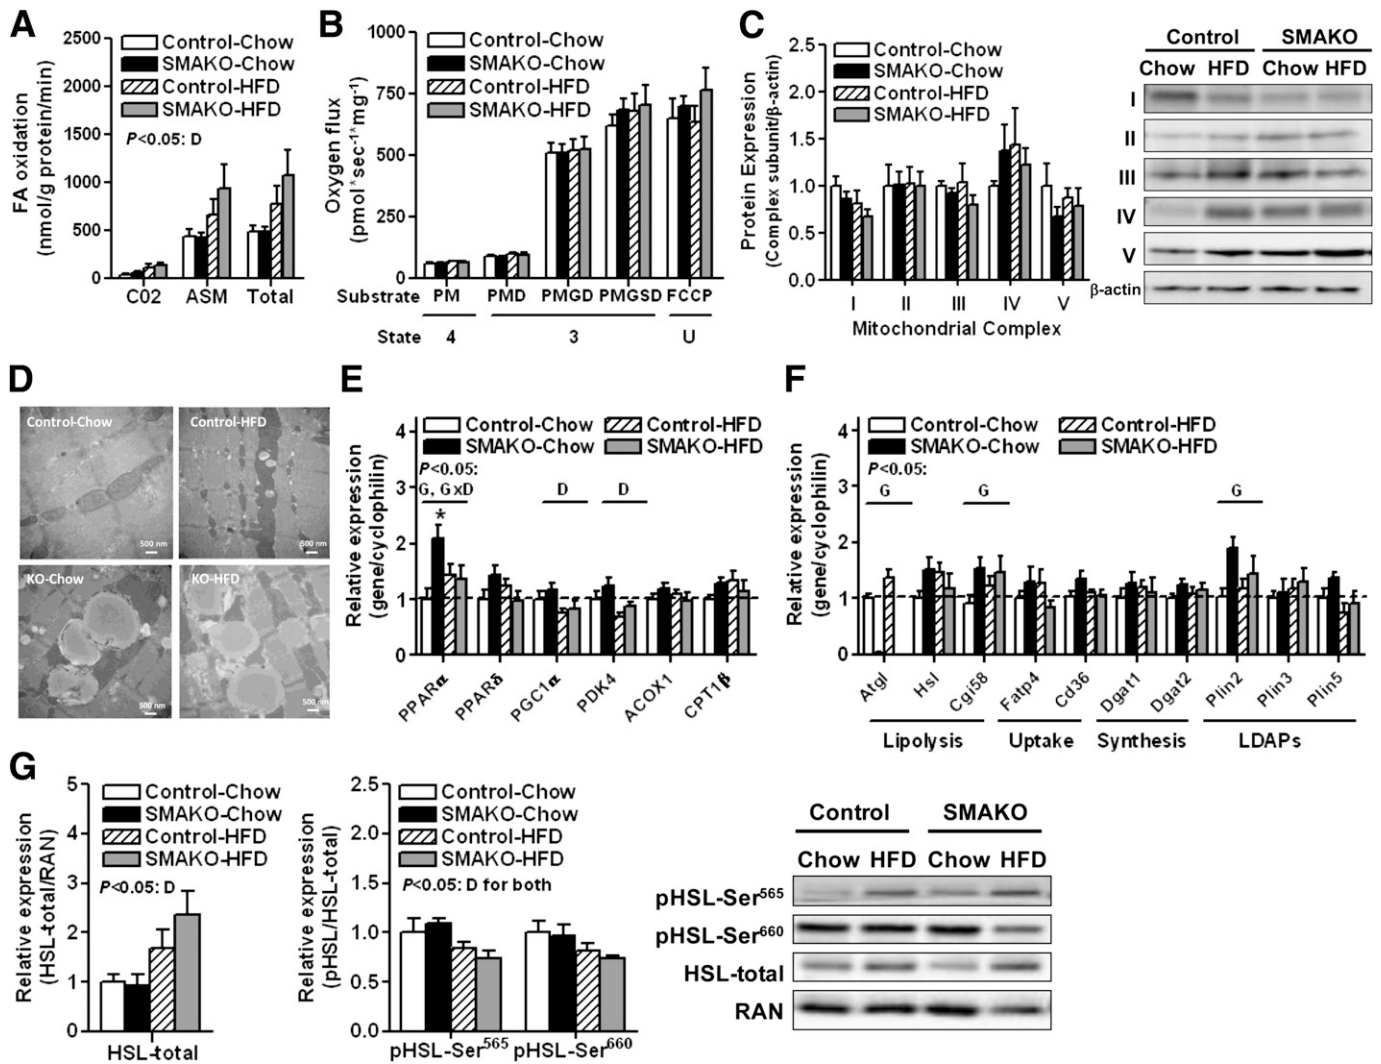 A
2500
2000
1500
1000
500
0
FA oxidation
(nmol/g protein/min)
Control-Chow
SMAKO-Chow
Control-HFD
SMAKO-HFD
P<0.05: D
C02 ASM Total
B
1000
750
500
250
0
Oxygen flux
(pmol*sec-1*mg-1)
Control-Chow
SMAKO-Chow
Control-HFD
SMAKO-HFD
Substrate PM PMD PMGD PMGSD FCCP
State 4 3 U
C
2.5
2.0
1.5
1.0
0.5
0.0
Protein Expression
(Complex subunit/β-actin)
Control-Chow
SMAKO-Chow
Control-HFD
SMAKO-HFD
I II III IV V
Mitochondrial Complex
Control SMAKO
Chow HFD Chow HFD
I
II
III
IV
V
β-actin
D
Control-Chow
500 nm
Control-HFD
500 nm
KO-Chow
500 nm
KO-HFD
500 nm
E
4
3
2
1
0
Relative expression
(gene/cyclophilin)
Control-Chow Control-HFD
SMAKO-Chow SMAKO-HFD
P<0.05:
G, GxD D D
*
PPARα PPARδ PGC1α PDK4 ACOX1 CPT1β
F
4
3
2
1
0
Relative expression
(gene/cyclophilin)
Control-Chow Control-HFD
SMAKO-Chow SMAKO-HFD
P<0.05:
G G G
Atgl Hsl Cgi58 Fatp4 Cd36 Dgat1 Dgat2 Plin2 Plin3 Plin5
Lipolysis Uptake Synthesis LDAPs
G
5
4
3
2
1
0
Relative expression
(HSL-total/RAN)
Control-Chow
SMAKO-Chow
Control-HFD
SMAKO-HFD
P<0.05: D
HSL-total
2.5
2.0
1.5
1.0
0.5
0.0
Relative expression
(pHSL/HSL-total)
Control-Chow
SMAKO-Chow
Control-HFD
SMAKO-HFD
P<0.05: D for both
pHSL-Ser565 pHSL-Ser660
Control SMAKO
Chow HFD Chow HFD
pHSL-Ser565
pHSL-Ser660
HSL-total
RAN